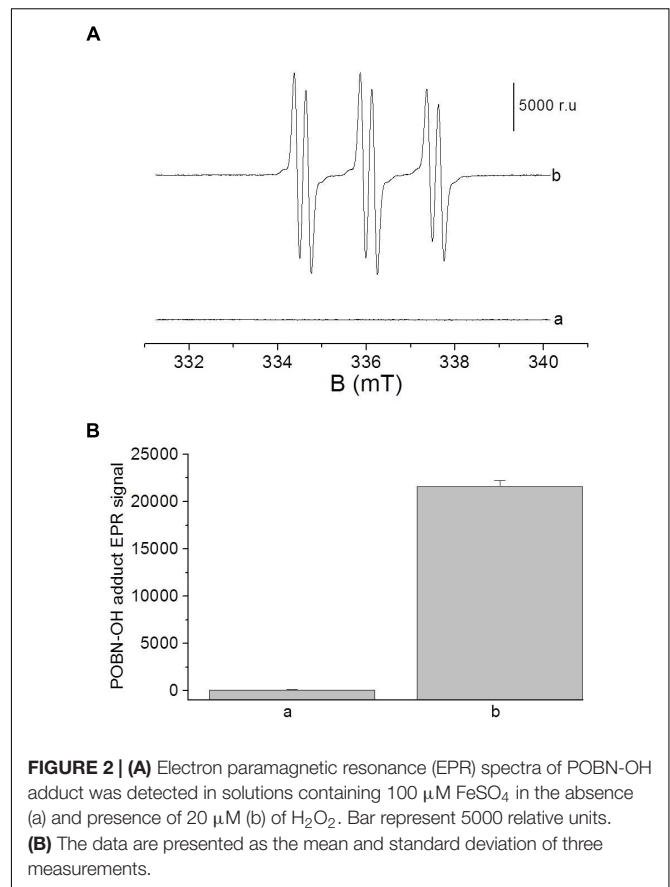 A
5000 r.u
b
a
332 334 336 338 340
B (mT)
B
POBN-OH adduct EPR signal
25000
20000
15000
10000
5000
0
a b
FIGURE 2 | (A) Electron paramagnetic resonance (EPR) spectra of POBN-OH
adduct was detected in solutions containing 100 μM FeSO₄ in the absence
(a) and presence of 20 μM (b) of H₂O₂. Bar represent 5000 relative units.
(B) The data are presented as the mean and standard deviation of three
measurements.